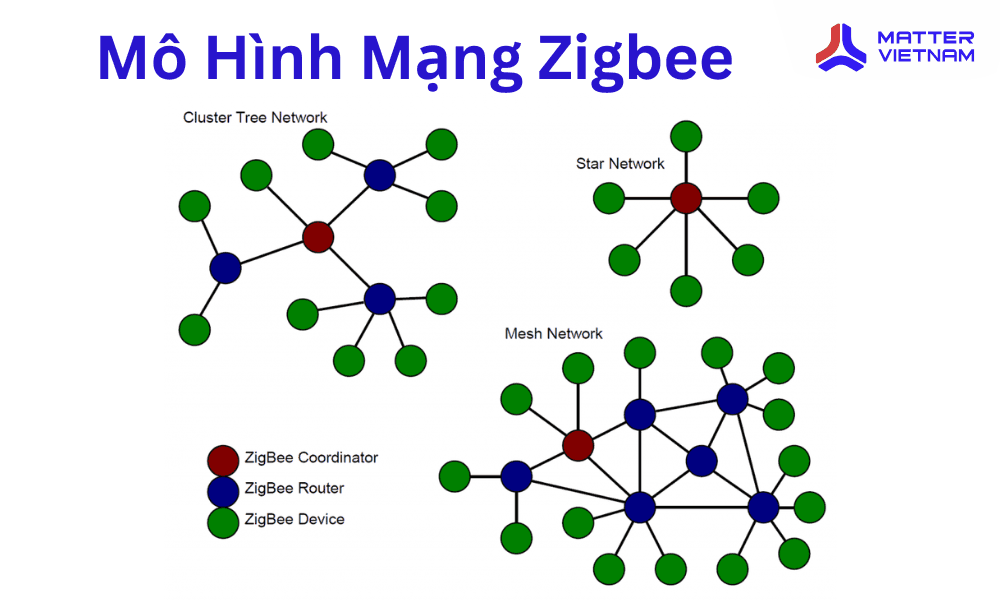 Mô Hình Mạng Zigbee
MATTER
VIETNAM
Cluster Tree Network
Star Network
Mesh Network
ZigBee Coordinator
ZigBee Router
ZigBee Device